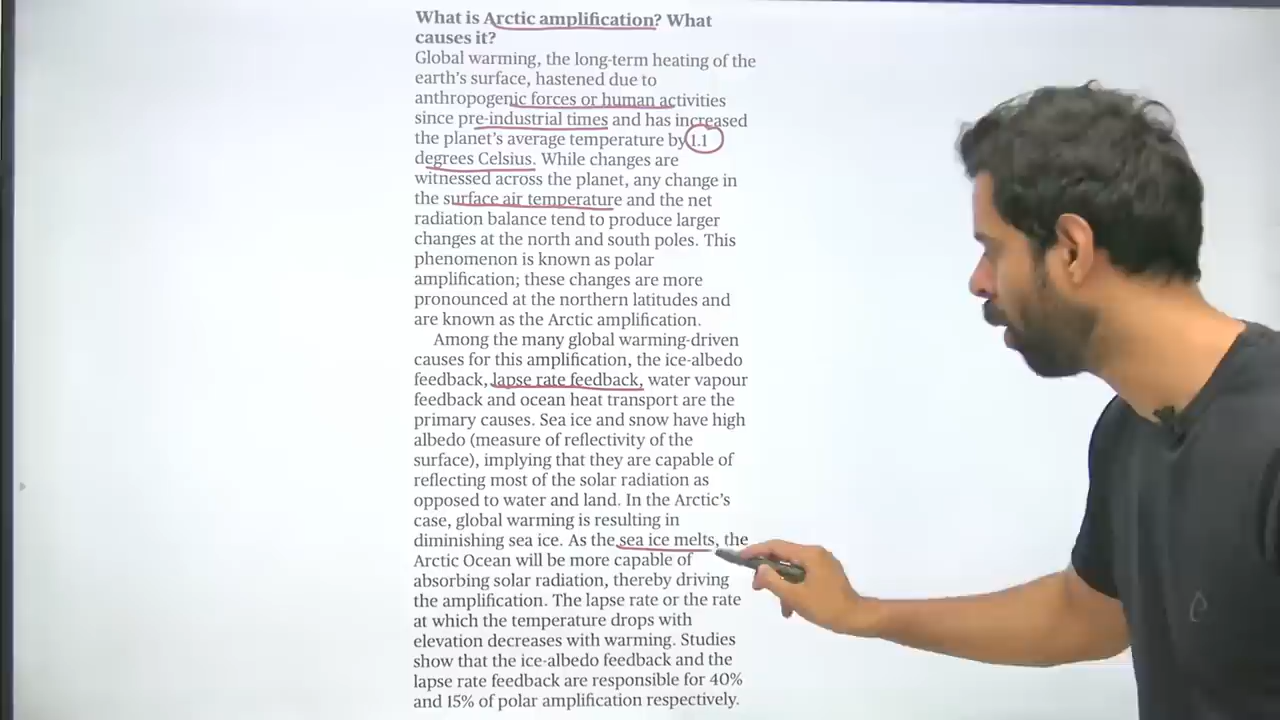 What is Arctic amplification? What
causes it?
Global warming, the long-term heating of the
earth's surface, hastened due to
anthropogenic forces or human activities
since pre-industrial times and has increased
the planet's average temperature by 1.1
degrees Celsius. While changes are
witnessed across the planet, any change in
the surface air temperature and the net
radiation balance tend to produce larger
changes at the north and south poles. This
phenomenon is known as polar
amplification; these changes are more
pronounced at the northern latitudes and
are known as the Arctic amplification.
Among the many global warming-driven
causes for this amplification, the ice-albedo
feedback, lapse rate feedback, water vapour
feedback and ocean heat transport are the
primary causes. Sea ice and snow have high
albedo (measure of reflectivity of the
surface), implying that they are capable of
reflecting most of the solar radiation as
opposed to water and land. In the Arctic's
case, global warming is resulting in
diminishing sea ice. As the sea ice melts, the
Arctic Ocean will be more capable of
absorbing solar radiation, thereby driving
the amplification. The lapse rate or the rate
at which the temperature drops with
elevation decreases with warming. Studies
show that the ice-albedo feedback and the
lapse rate feedback are responsible for 40%
and 15% of polar amplification respectively.